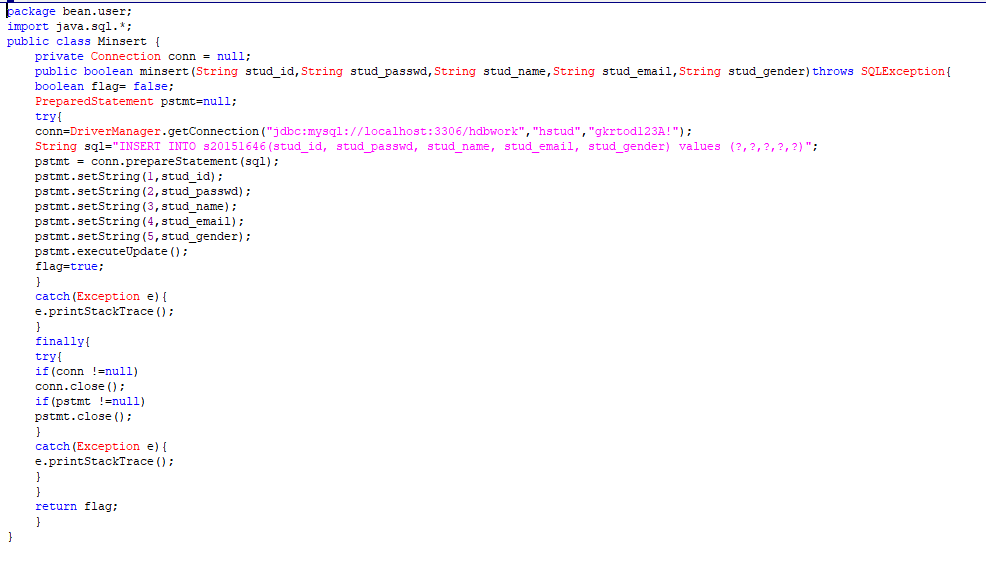 package bean.user;
import java.sql.*;
public class Minsert {
    private Connection conn = null;
    public boolean minsert(String stud_id,String stud_passwd,String stud_name,String stud_email,String stud_gender)throws SQLException{
    boolean flag= false;
    PreparedStatement pstmt=null;
    try{
    conn=DriverManager.getConnection("jdbc:mysql://localhost:3306/hdbwork","hstud","gkrtod123A!");
    String sql="INSERT INTO s20151646(stud_id, stud_passwd, stud_name, stud_email, stud_gender) values (?,?,?,?,?)";
    pstmt = conn.prepareStatement(sql);
    pstmt.setString(1,stud_id);
    pstmt.setString(2,stud_passwd);
    pstmt.setString(3,stud_name);
    pstmt.setString(4,stud_email);
    pstmt.setString(5,stud_gender);
    pstmt.executeUpdate();
    flag=true;
    }
    catch(Exception e){
    e.printStackTrace();
    }
    finally{
    try{
    if(conn !=null)
    conn.close();
    if(pstmt !=null)
    pstmt.close();
    }
    catch(Exception e){
    e.printStackTrace();
    }
    }
    return flag;
    }
}